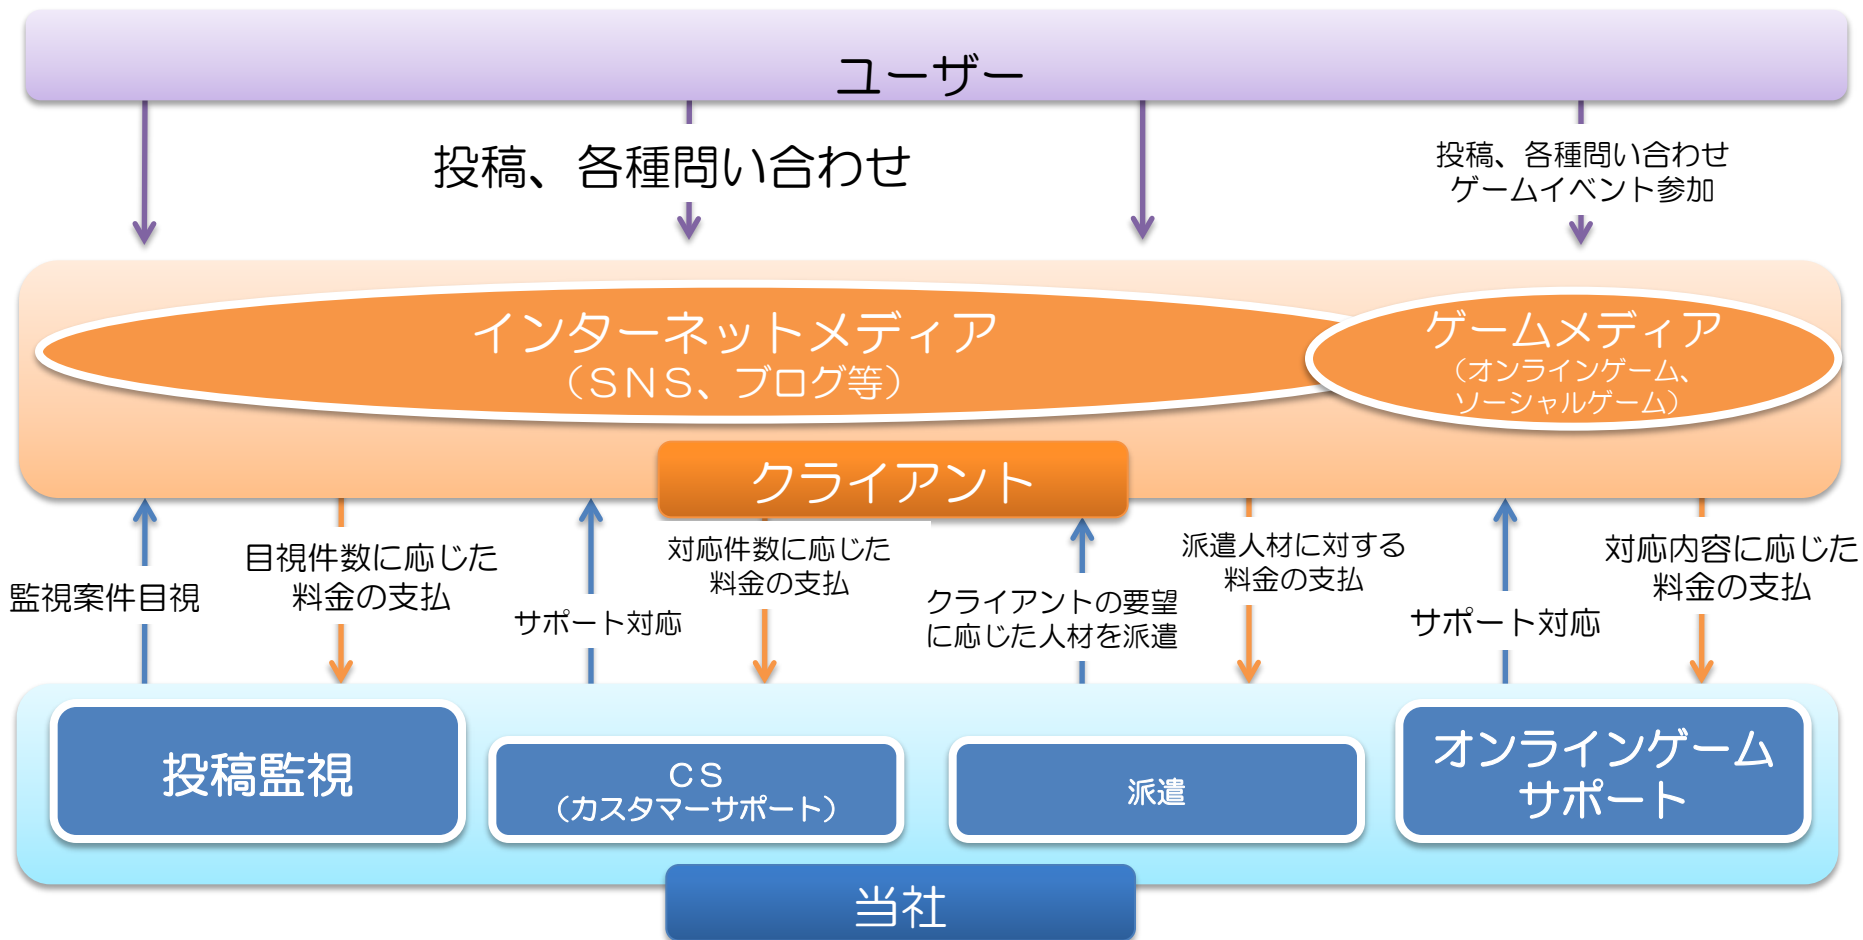 ユーザー
投稿、各種問い合わせ
投稿、各種問い合わせ
ゲームイベント参加
インターネットメディア
（ＳＮＳ、ブログ等）
ゲームメディア
（オンラインゲーム、
ソーシャルゲーム）
クライアント
監視案件目視
目視件数に応じた
料金の支払
サポート対応
対応件数に応じた
料金の支払
クライアントの要望
に応じた人材を派遣
派遣人材に対する
料金の支払
サポート対応
対応内容に応じた
料金の支払
投稿監視
ＣＳ
（カスタマーサポート）
派遣
オンラインゲーム
サポート
当社